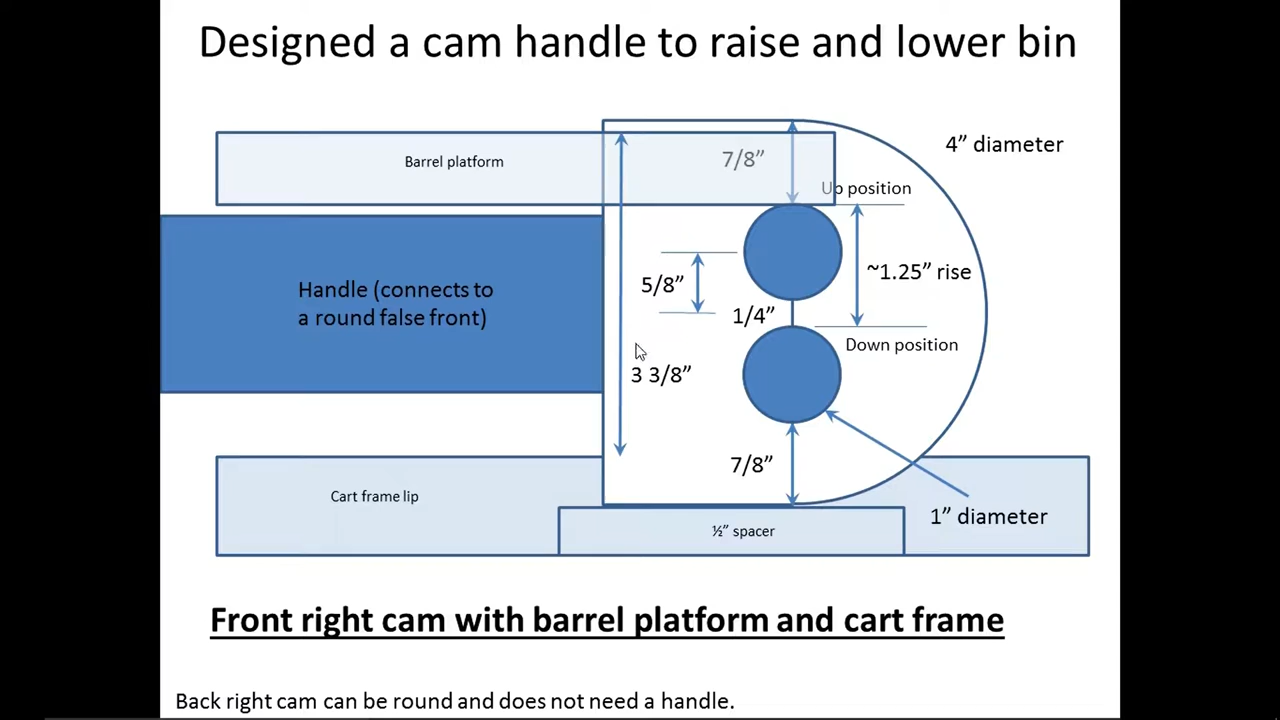 Designed a cam handle to raise and lower bin
4” diameter
7/8”
Barrel platform
Up position
~1.25” rise
5/8”
Handle (connects to
a round false front)
1/4”
Down position
3 3/8”
7/8”
Cart frame lip
1” diameter
½” spacer
Front right cam with barrel platform and cart frame
Back right cam can be round and does not need a handle.